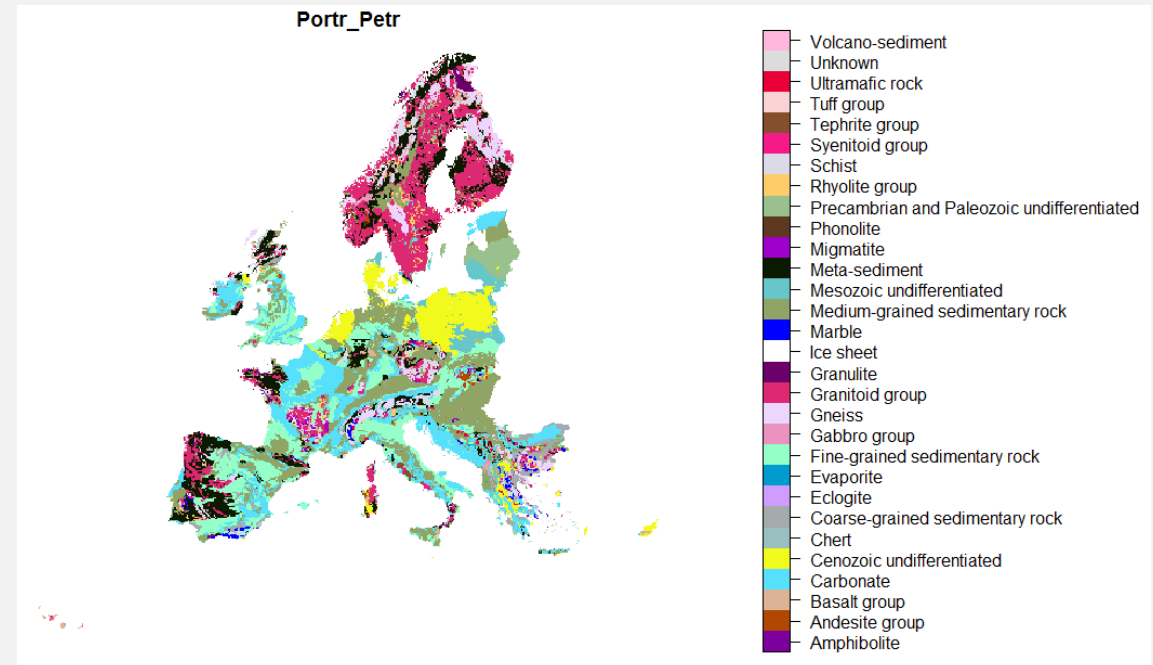 Portr_Petr
Volcano-sediment
Unknown
Ultramafic rock
Tuff group
Tephrite group
Syenitoid group
Schist
Rhyolite group
Precambrian and Paleozoic undifferentiated
Phonolite
Migmatite
Meta-sediment
Mesozoic undifferentiated
Medium-grained sedimentary rock
Marble
Ice sheet
Granulite
Granitoid group
Gneiss
Gabbro group
Fine-grained sedimentary rock
Evaporite
Eclogite
Coarse-grained sedimentary rock
Chert
Cenozoic undifferentiated
Carbonate
Basalt group
Andesite group
Amphibolite